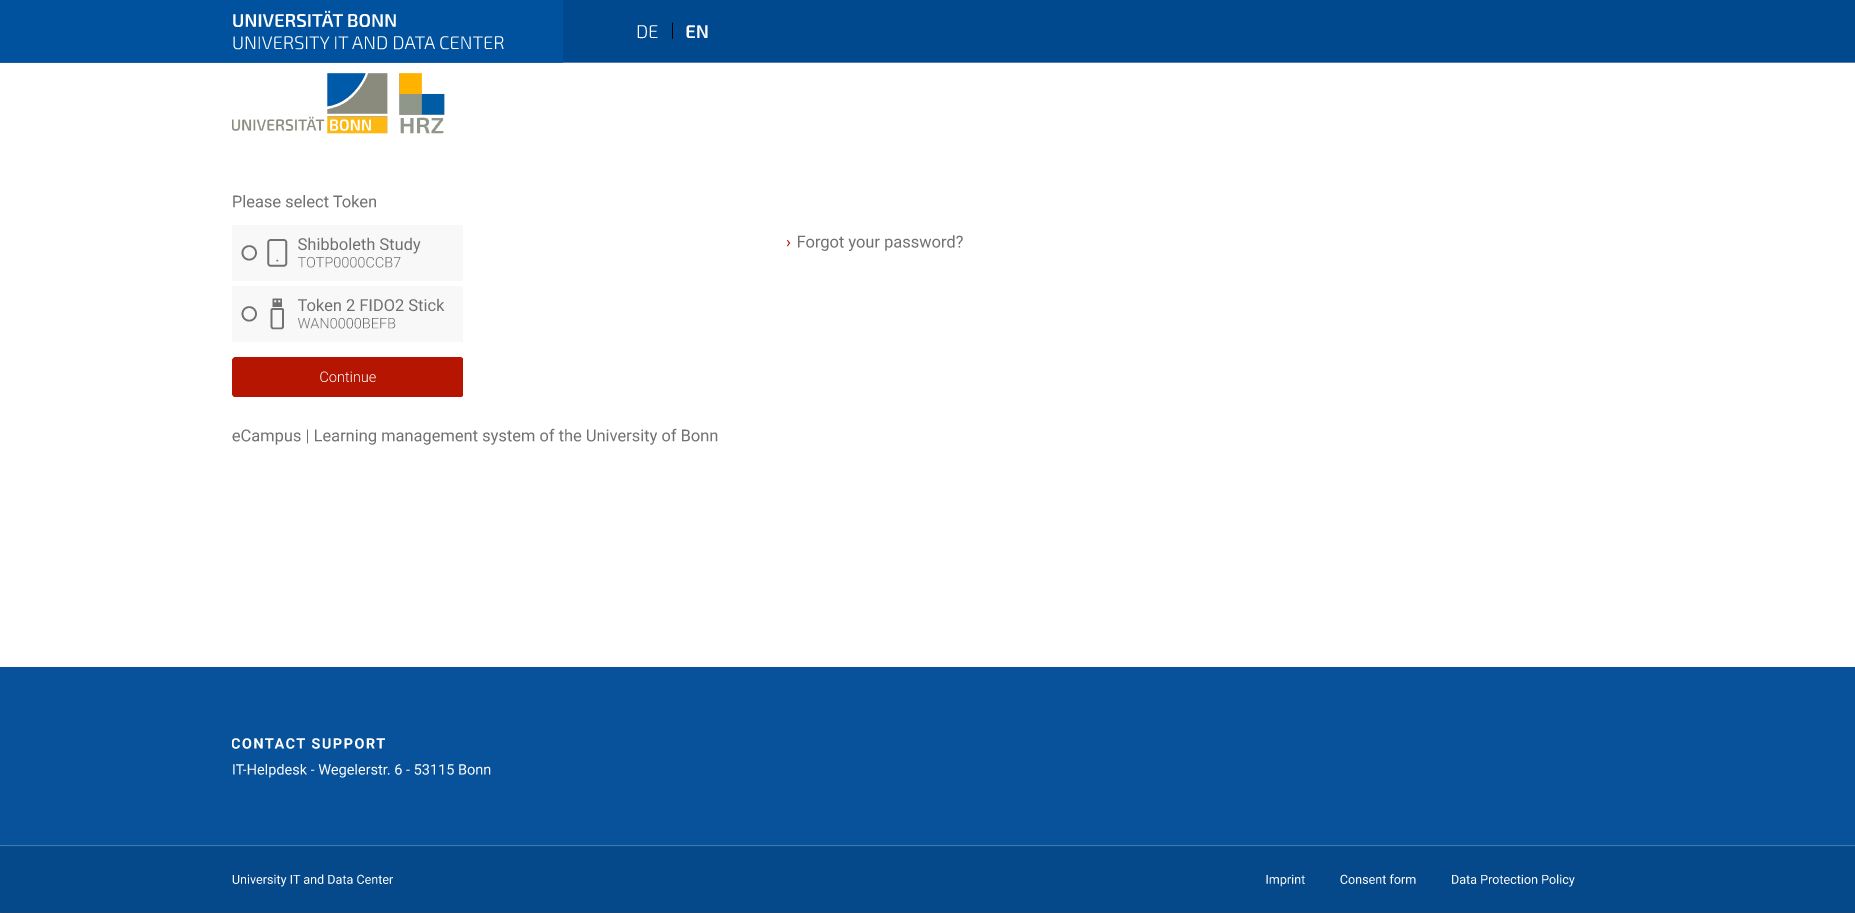 UNIVERSITÄT BONN
UNIVERSITY IT AND DATA CENTER
DE | EN
UNIVERSITÄT BONN HRZ
Please select Token
Shibboleth Study
TOTP0000CCB7
› Forgot your password?
Token 2 FIDO2 Stick
WAN0000BEFB
Continue
eCampus | Learning management system of the University of Bonn
CONTACT SUPPORT
IT-Helpdesk - Wegelerstr. 6 - 53115 Bonn
University IT and Data Center
Imprint Consent form Data Protection Policy